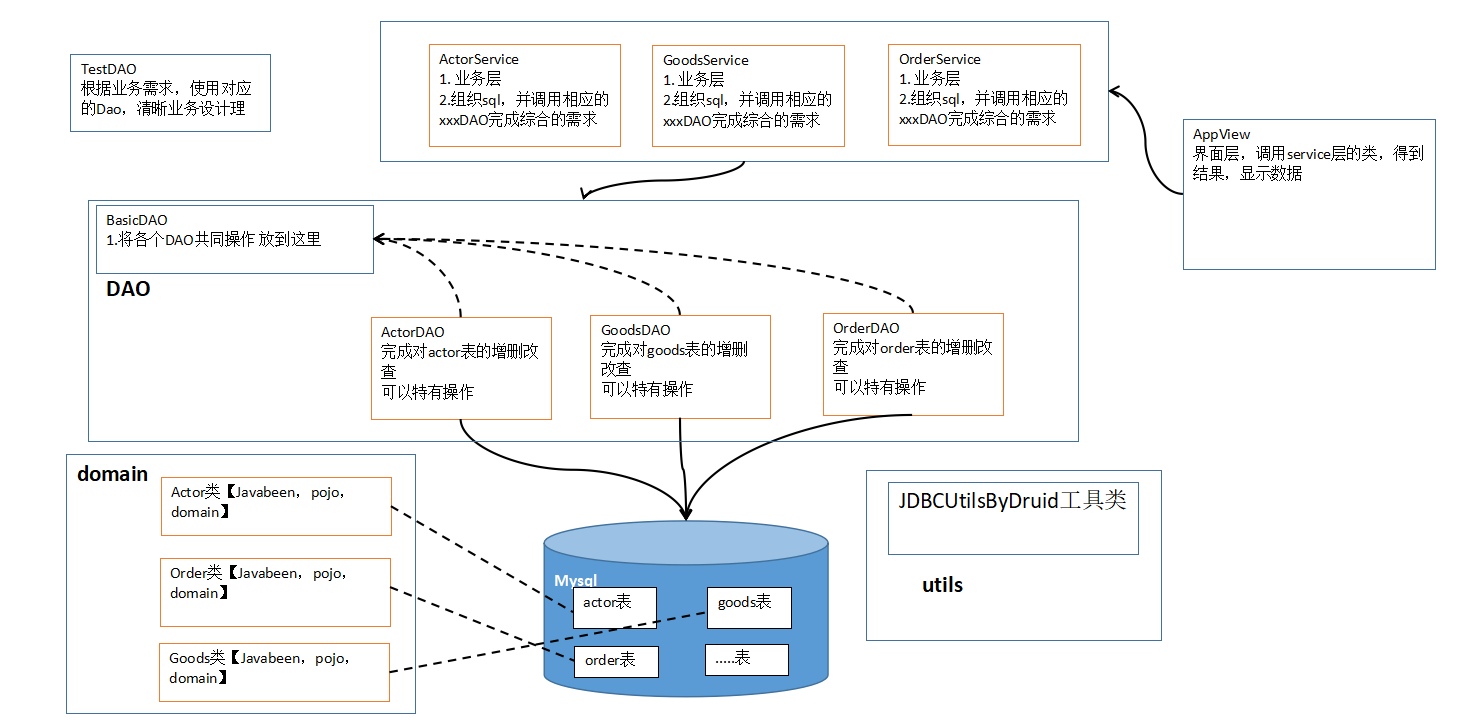 TestDAO
根据业务需求，使用对应
的Dao，清晰业务设计理
ActorService
1. 业务层
2.组织sql，并调用相应的
xxxDAO完成综合的需求
GoodsService
1. 业务层
2.组织sql，并调用相应的
xxxDAO完成综合的需求
OrderService
1. 业务层
2.组织sql，并调用相应的
xxxDAO完成综合的需求
AppView
界面层，调用service层的类，得到
结果，显示数据
BasicDAO
1.将各个DAO共同操作 放到这里
DAO
ActorDAO
完成对actor表的增删改
查
可以特有操作
GoodsDAO
完成对goods表的增删
改查
可以特有操作
OrderDAO
完成对order表的增删改
查
可以特有操作
domain
Actor类【Javabeen，pojo，
domain】
Order类【Javabeen，pojo，
domain】
Goods类【Javabeen，pojo，
domain】
Mysql
actor表
goods表
order表
.....表
JDBCUtilsByDruid工具类
utils